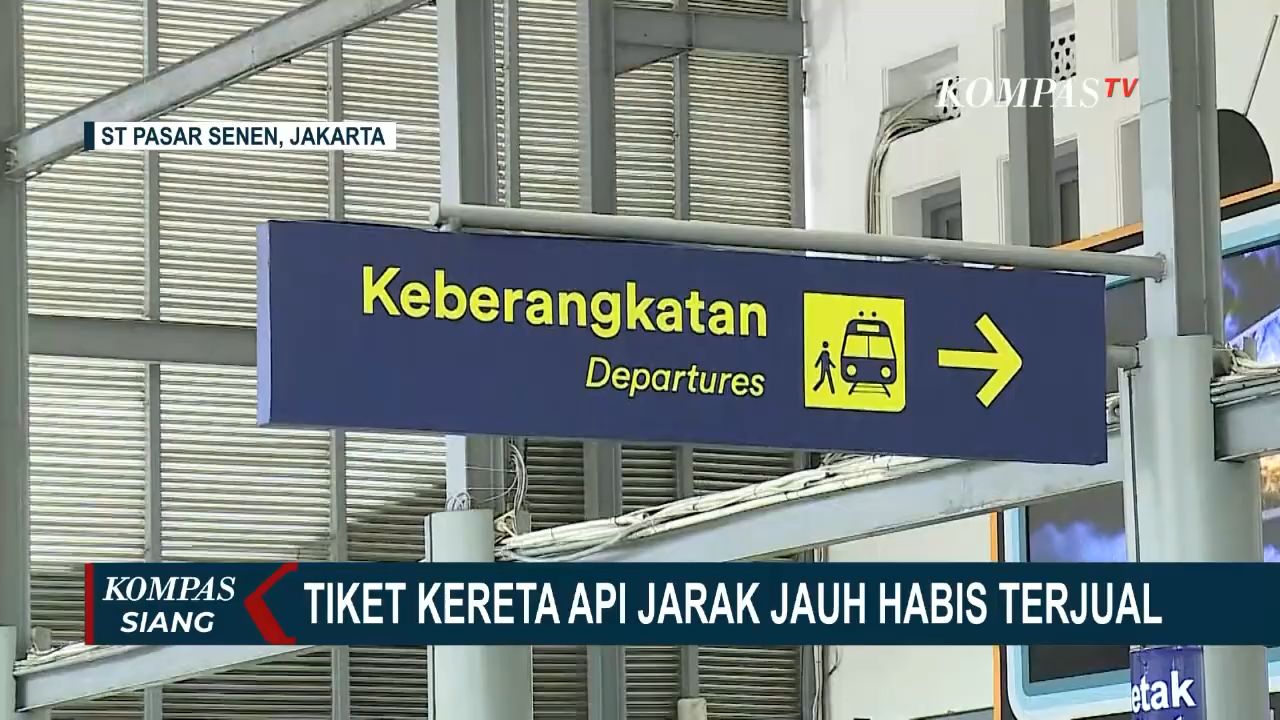 KOMPAS TV
ST PASAR SENEN, JAKARTA
Keberangkatan
Departures
KOMPAS
SIANG
TIKET KERETA API JARAK JAUH HABIS TERJUAL
etak